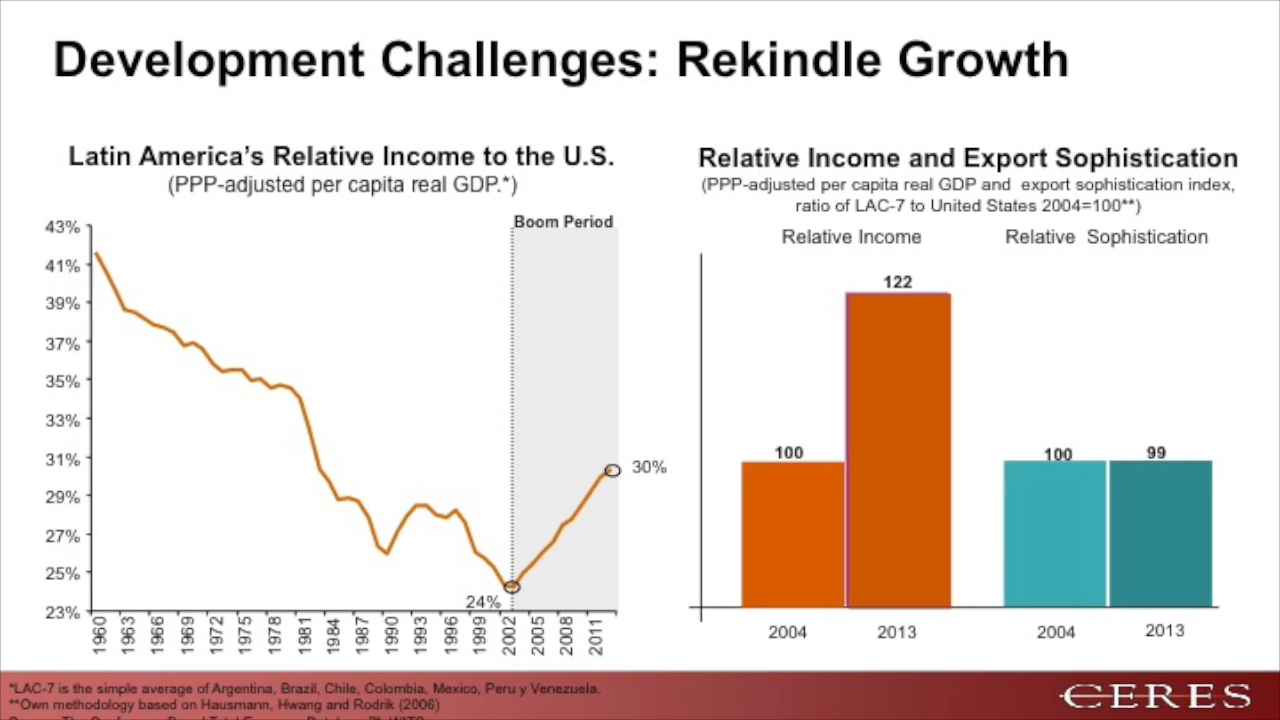 Development Challenges: Rekindle Growth
Latin America's Relative Income to the U.S.
(PPP-adjusted per capita real GDP.*)
Boom Period
43%
41%
39%
37%
35%
33%
31%
29%
27%
25%
23%
30%
24%
1960 1963 1966 1969 1972 1975 1978 1981 1984 1987 1990 1993 1996 1999 2002 2005 2008 2011
Relative Income and Export Sophistication
(PPP-adjusted per capita real GDP and export sophistication index,
ratio of LAC-7 to United States 2004=100**)
Relative Income Relative Sophistication
122
100 100 99
2004 2013 2004 2013
*LAC-7 is the simple average of Argentina, Brazil, Chile, Colombia, Mexico, Peru y Venezuela.
**Own methodology based on Hausmann, Hwang and Rodrik (2006)
CERES